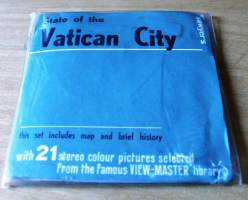 State of the
Vatican City
this set includes map and brief history
with 21 stereo colour pictures selected
from the famous VIEW-MASTER library